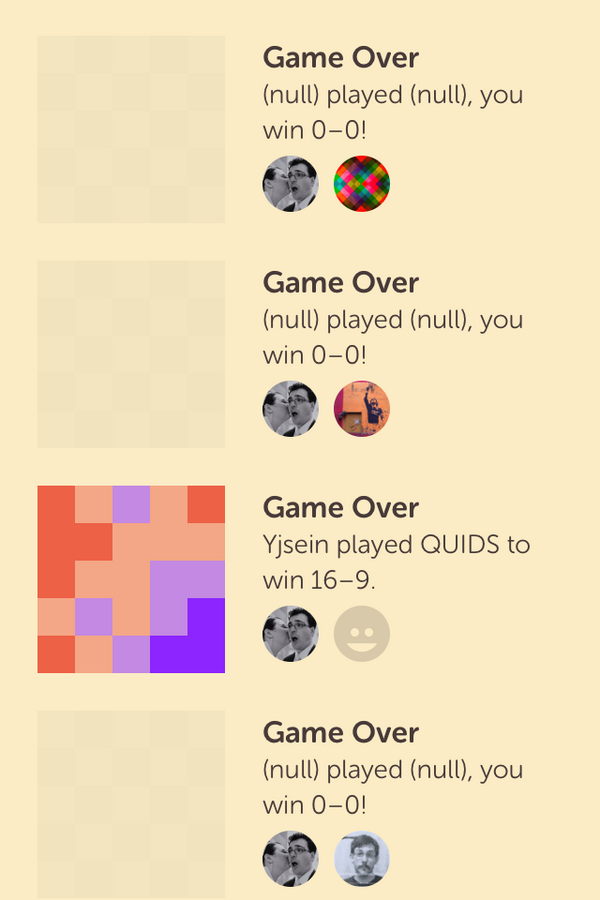 Game Over
(null) played (null), you
win 0–0!
Game Over
(null) played (null), you
win 0–0!
Game Over
Yjsein played QUIDS to
win 16–9.
Game Over
(null) played (null), you
win 0–0!